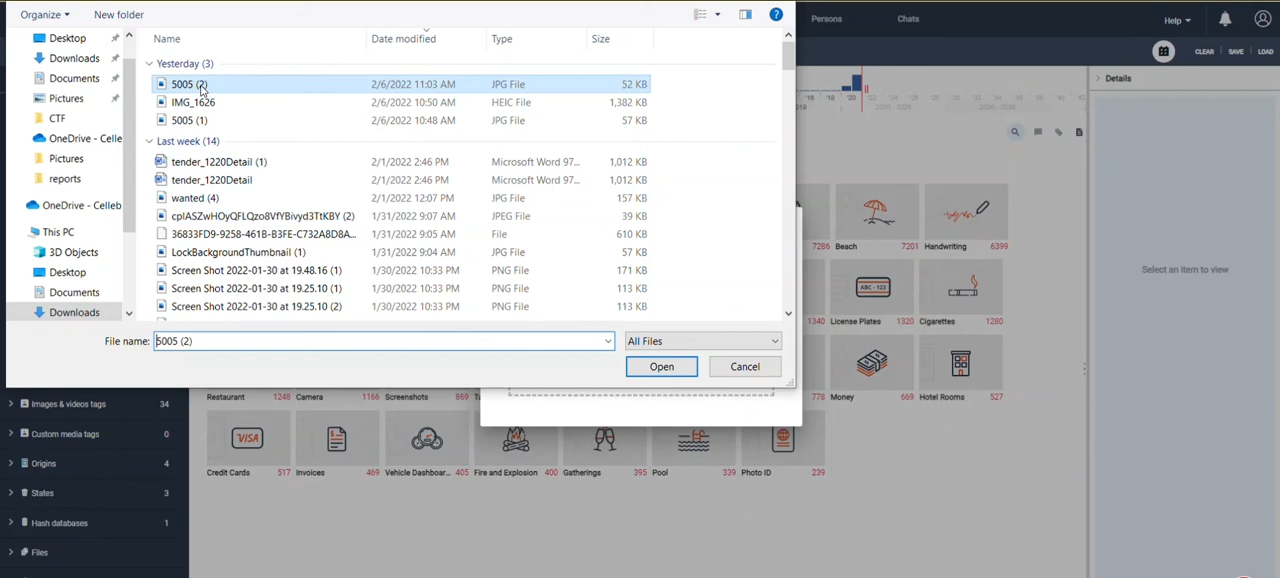 Organize New folder
Persons Chats Help
CLEAR SAVE LOAD
Desktop
Downloads
Documents
Pictures
CTF
OneDrive - Celle
Pictures
reports
OneDrive - Celleb
This PC
3D Objects
Desktop
Documents
Downloads
Name Date modified Type Size
Yesterday (3)
5005 (2) 2/6/2022 11:03 AM JPG File 52 KB
IMG_1626 2/6/2022 10:50 AM HEIC File 1,382 KB
5005 (1) 2/6/2022 10:48 AM JPG File 57 KB
Last week (14)
tender_1220Detail (1) 2/1/2022 2:46 PM Microsoft Word 97... 1,012 KB
tender_1220Detail 2/1/2022 2:46 PM Microsoft Word 97... 1,012 KB
wanted (4) 2/1/2022 12:07 PM JPG File 157 KB
cplASZwHOyQFLQzo8VfYBivyd3TtKBY (2) 1/31/2022 9:07 AM JPEG File 39 KB
36383FD9-9258-461B-B3FE-C732A8D8A... 1/31/2022 9:05 AM File 610 KB
LockBackgroundThumbnail (1) 1/31/2022 9:04 AM JPG File 57 KB
Screen Shot 2022-01-30 at 19.48.16 (1) 1/30/2022 10:33 PM PNG File 171 KB
Screen Shot 2022-01-30 at 19.25.10 (1) 1/30/2022 10:33 PM PNG File 113 KB
Screen Shot 2022-01-30 at 19.25.10 (2) 1/30/2022 10:33 PM PNG File 113 KB
File name: 5005 (2) All Files
Open Cancel
Details
Select an item to view
'16 '18 '20
7286 Beach 7201 Handwriting 6399
ABC - 123
1340 License Plates 1320 Cigarettes 1280
778 Money 669 Hotel Rooms 527
Restaurant 1248 Camera 1166 Screenshots 869
VISA
Credit Cards 517 Invoices 469 Vehicle Dashboar... 405 Fire and Explosion 400 Gatherings 395 Pool 339 Photo ID 239
Images & videos tags 34
Custom media tags 0
Origins 4
States 3
Hash databases 1
Files